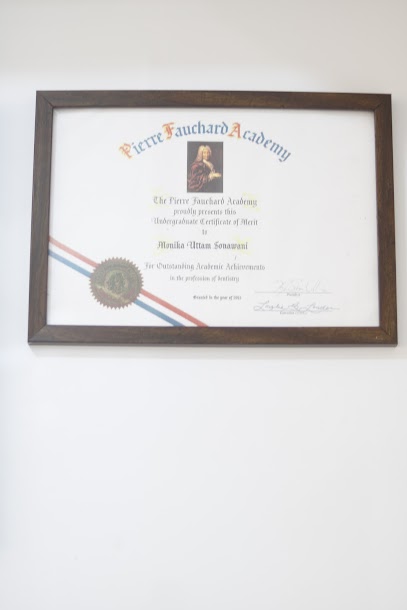 Pierre Fauchard Academy
The Pierre Fauchard Academy
proudly presents this
Undergraduate Certificate of Merit
to
Monika Uttam Sonawani
For Outstanding Academic Achievements
in the profession of dentistry